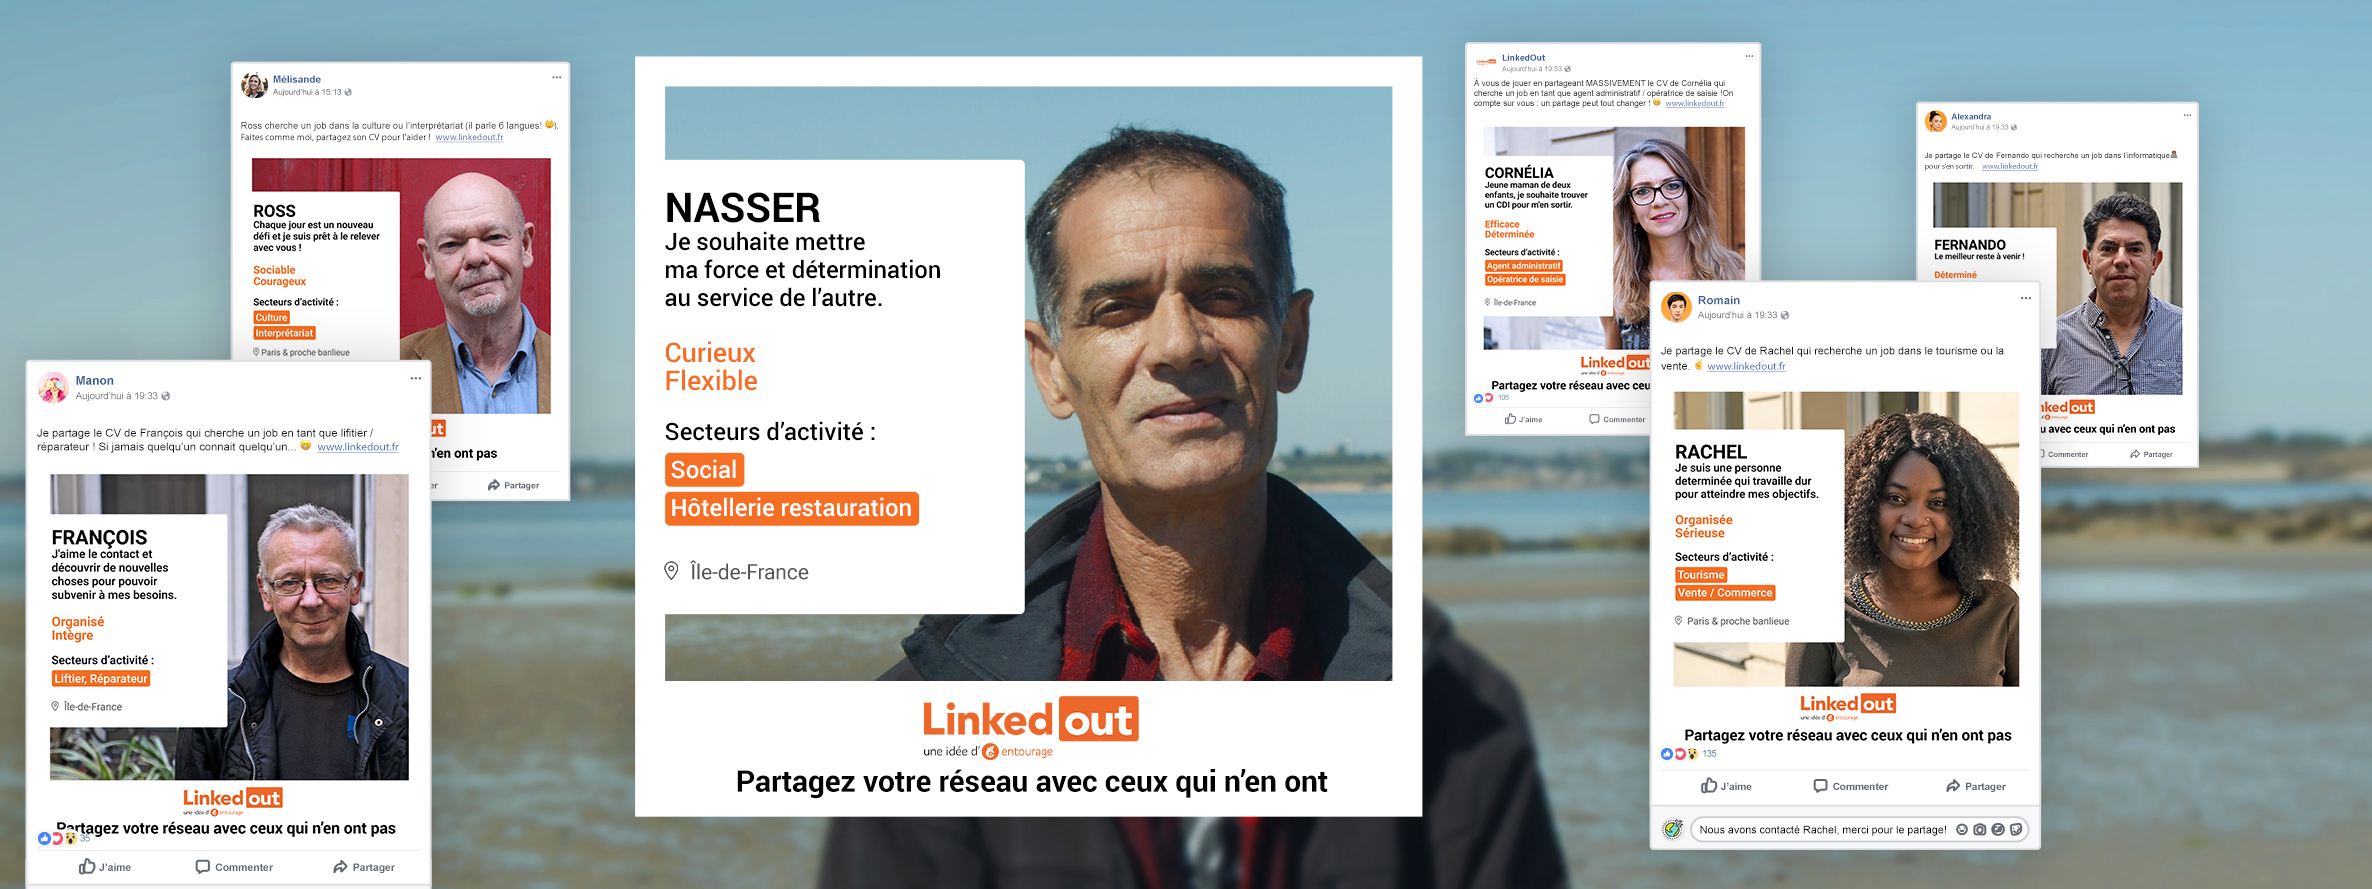 Mélisande
Aujourd'hui à 15:13
Ross cherche un job dans la culture ou l'interprétariat (il parle 6 langues! ).
Faites comme moi, partagez son CV pour l'aider ! www.linkedout.fr
ROSS
Chaque jour est un nouveau
défi et je suis prêt à le relever
avec vous !
Sociable
Courageux
Secteurs d'activité :
Culture
Interprétariat
Paris & proche banlieue
ut
'en ont pas
er
Partager
Manon
Aujourd'hui à 19:33
Je partage le CV de François qui cherche un job en tant que lifitier /
réparateur ! Si jamais quelqu'un connait quelqu'un... www.linkedout.fr
FRANÇOIS
J'aime le contact et
découvrir de nouvelles
choses pour pouvoir
subvenir à mes besoins.
Organisé
Intègre
Secteurs d'activité :
Liftier, Réparateur
Île-de-France
Linked out
une idée d' entourage
Partagez votre réseau avec ceux qui n'en ont pas
35
J'aime Commenter Partager
NASSER
Je souhaite mettre
ma force et détermination
au service de l'autre.
Curieux
Flexible
Secteurs d'activité :
Social
Hôtellerie restauration
Île-de-France
Linked out
une idée d' entourage
Partagez votre réseau avec ceux qui n'en ont
LinkedOut
Aujourd'hui à 19:33
À vous de jouer en partageant MASSIVEMENT le CV de Cornélia qui
cherche un job en tant que agent administratif / opératrice de saisie !On
compte sur vous : un partage peut tout changer ! www.linkedout.fr
CORNÉLIA
Jeune maman de deux
enfants, je souhaite trouver
un CDI pour m'en sortir.
Efficace
Déterminée
Secteurs d'activité :
Agent administratif
Opératrice de saisie
Île-de-France
Linked out
une idée d' entourage
Partagez votre réseau avec ceu
105
J'aime Commenter
Alexandra
Aujourd'hui à 19:33
Je partage le CV de Fernando qui recherche un job dans l'informatique
pour s'en sortir. www.linkedout.fr
FERNANDO
Le meilleur reste à venir !
Déterminé
ked out
u avec ceux qui n'en ont pas
Commenter Partager
Romain
Aujourd'hui à 19:33
Je partage le CV de Rachel qui recherche un job dans le tourisme ou la
vente. www.linkedout.fr
RACHEL
Je suis une personne
determinée qui travaille dur
pour atteindre mes objectifs.
Organisée
Sérieuse
Secteurs d'activité :
Tourisme
Vente / Commerce
Paris & proche banlieue
Linked out
une idée d' entourage
Partagez votre réseau avec ceux qui n'en ont pas
135
J'aime Commenter Partager
Nous avons contacté Rachel, merci pour le partage!